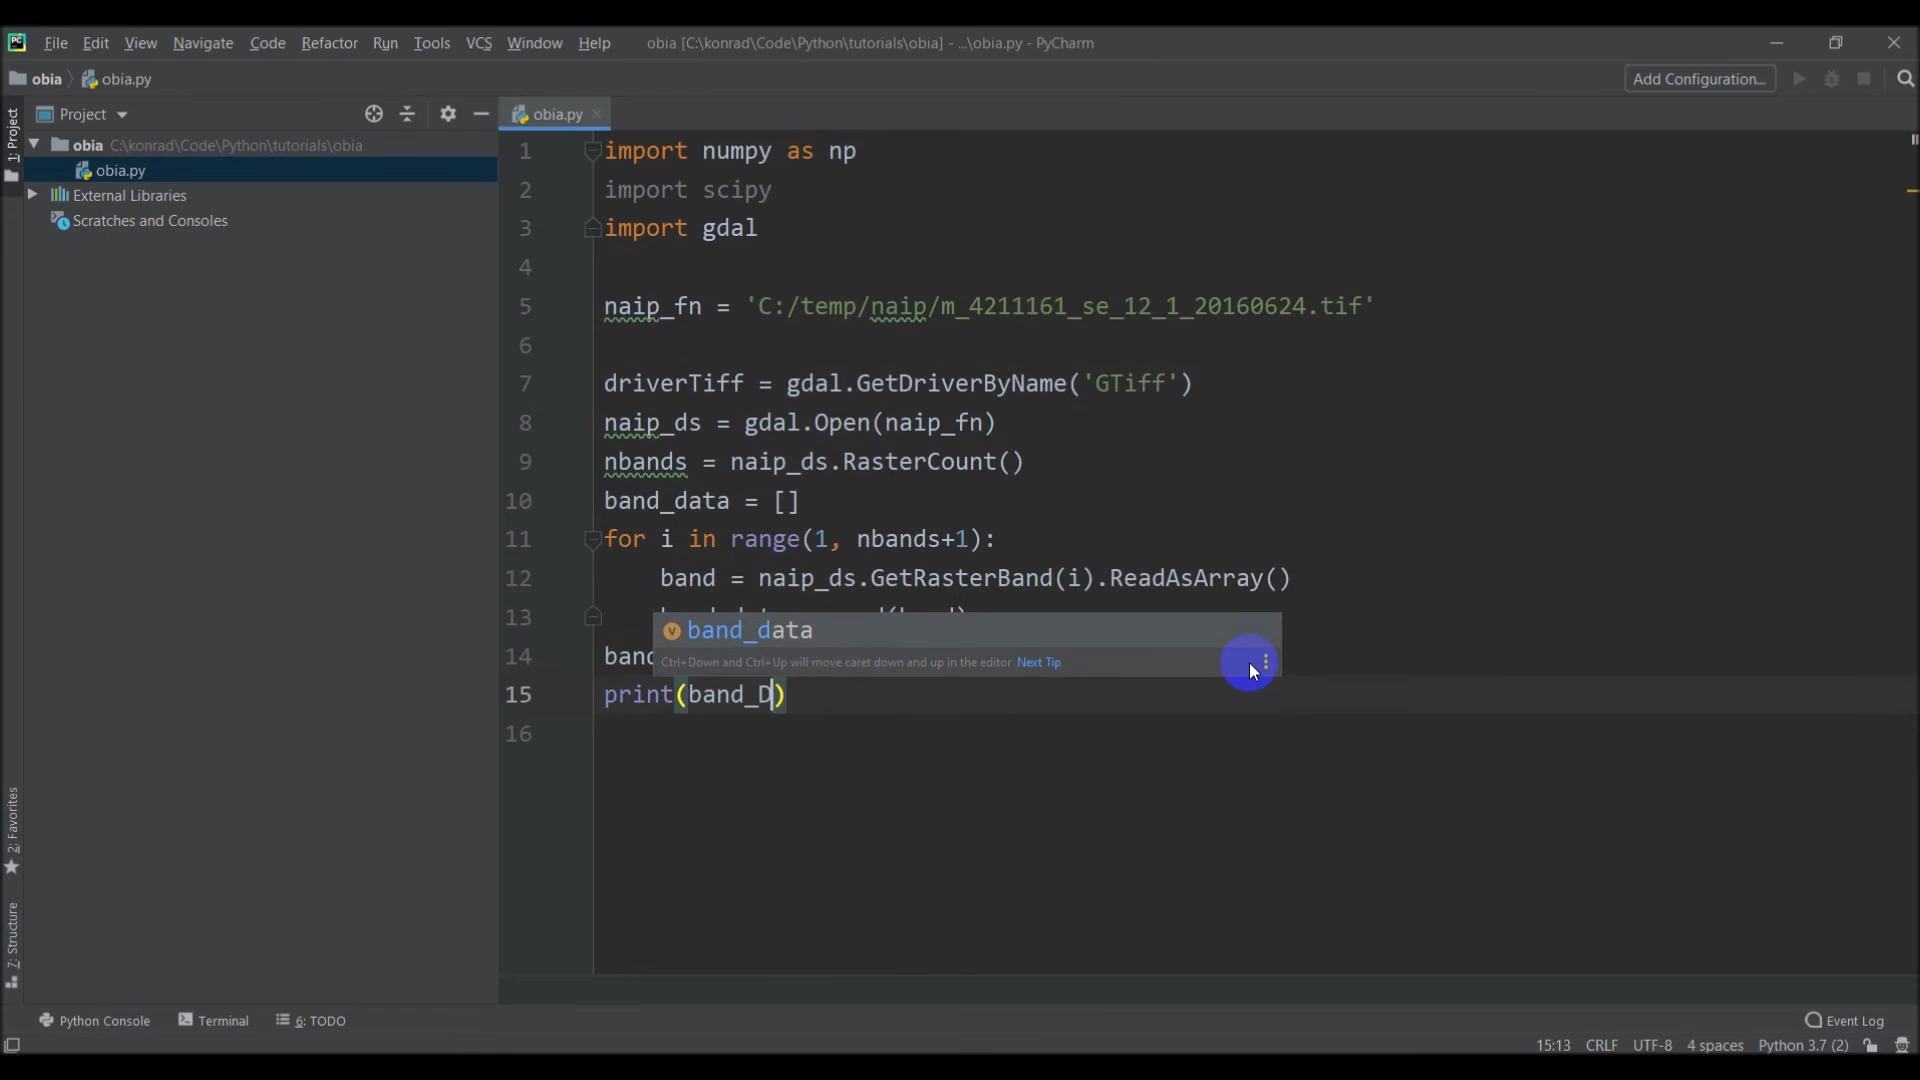 File Edit View Navigate Code Refactor Run Tools VCS Window Help obia [C:\konrad\Code\Python\tutorials\obia] - ...\obia.py - PyCharm
obia obia.py Add Configuration...
1: Project
Project
obia C:\konrad\Code\Python\tutorials\obia
obia.py
External Libraries
Scratches and Consoles
obia.py
1 import numpy as np
2 import scipy
3 import gdal
4
5 naip_fn = 'C:/temp/naip/m_4211161_se_12_1_20160624.tif'
6
7 driverTiff = gdal.GetDriverByName('GTiff')
8 naip_ds = gdal.Open(naip_fn)
9 nbands = naip_ds.RasterCount()
10 band_data = []
11 for i in range(1, nbands+1):
12 band = naip_ds.GetRasterBand(i).ReadAsArray()
13
band_data
Ctrl+Down and Ctrl+Up will move caret down and up in the editor Next Tip
14 band
15 print(band_D)
16
2: Favorites
7: Structure
Python Console Terminal 6: TODO Event Log
15:13 CRLF UTF-8 4 spaces Python 3.7 (2)